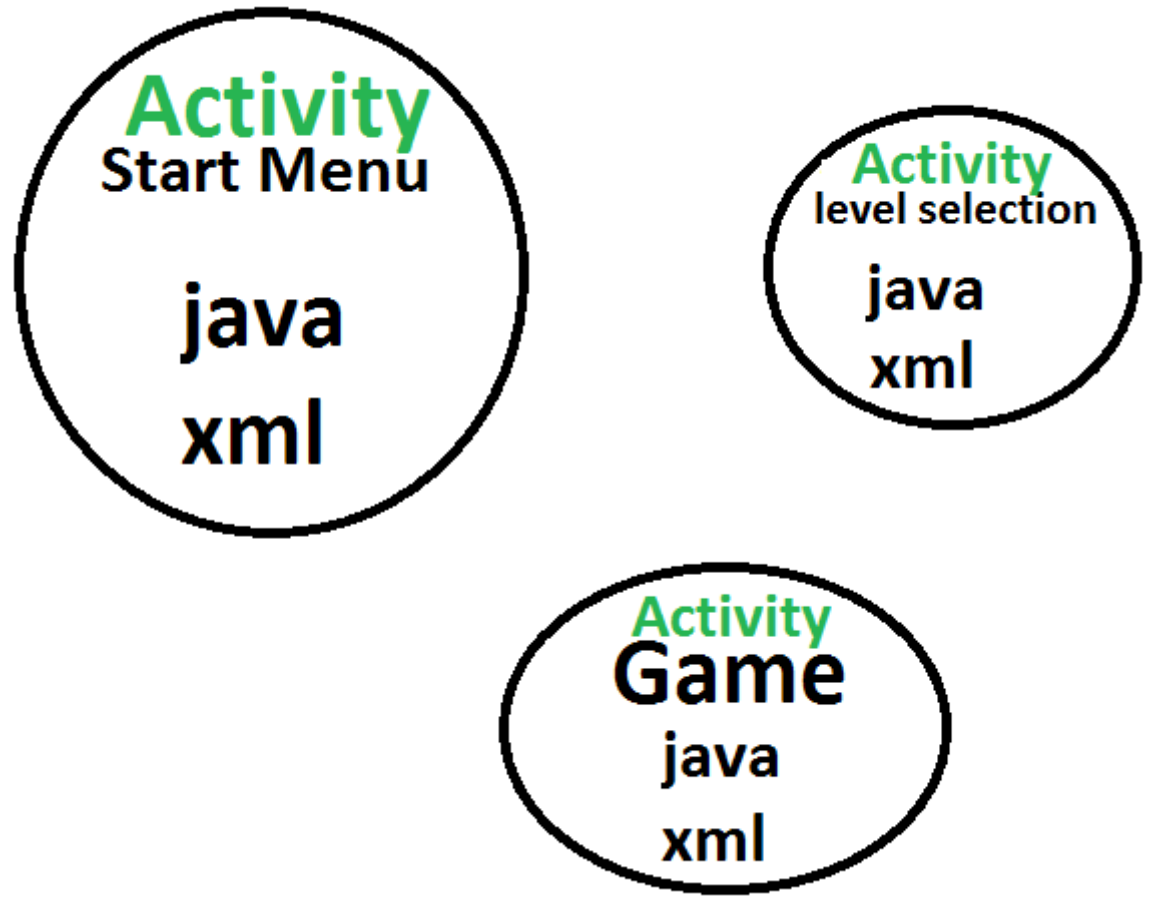 Activity
Start Menu
java
xml
Activity
level selection
java
xml
Activity
Game
java
xml